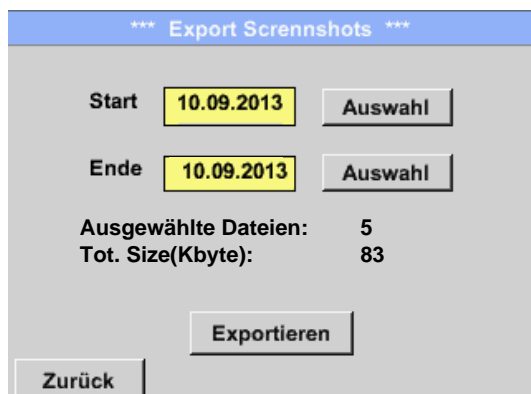 *** Export Scrennshots ***
Start 10.09.2013 Auswahl
Ende 10.09.2013 Auswahl
Ausgewählte Dateien: 5
Tot. Size(Kbyte): 83
Exportieren
Zurück